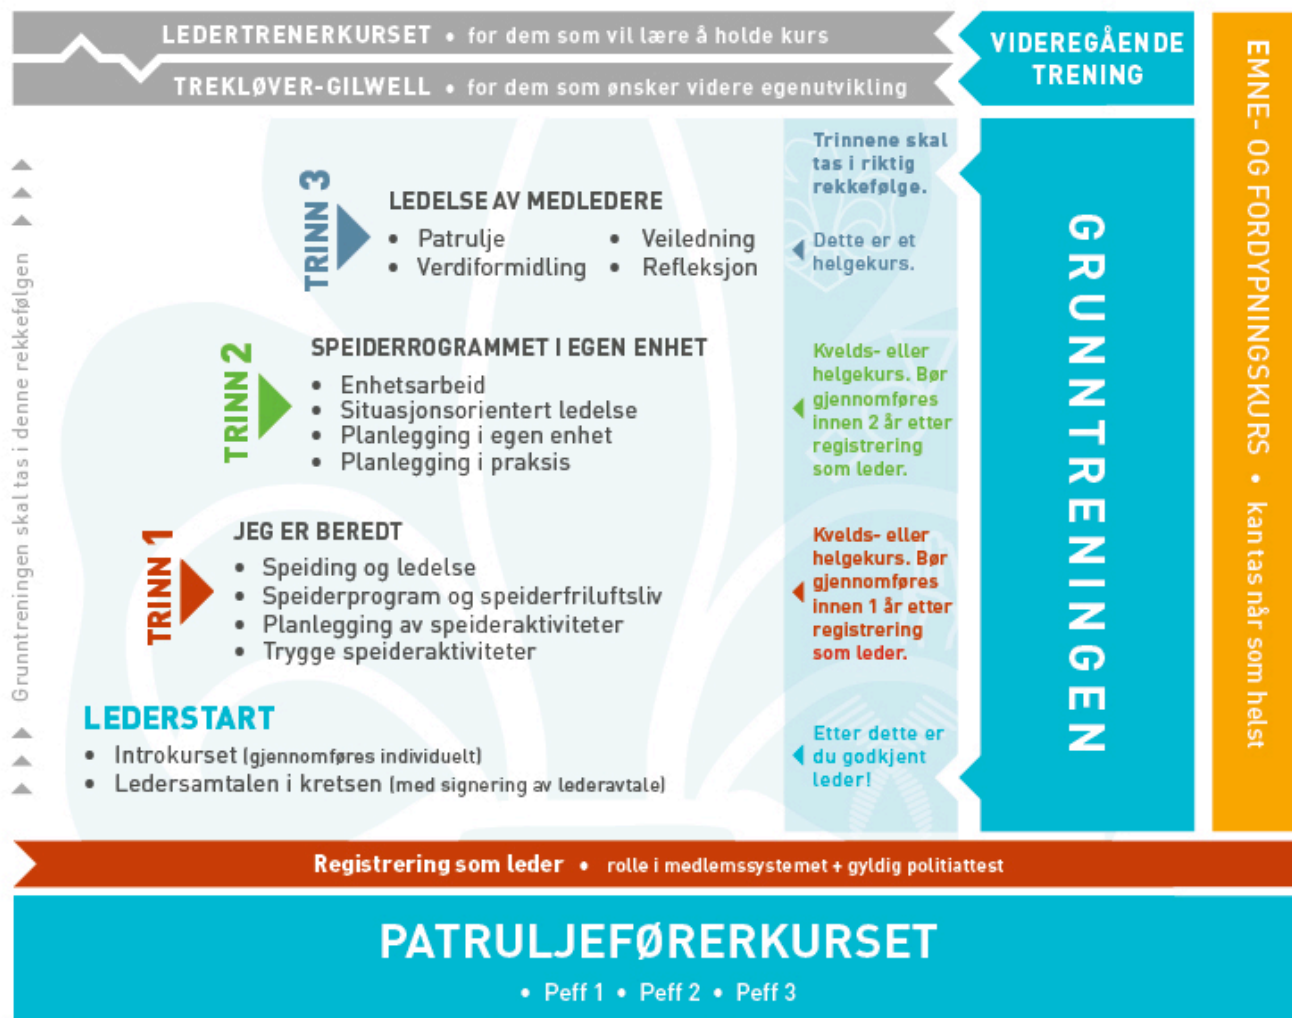 LEDERTRENERKURSET • for dem som vil lære å holde kurs
TREKLØVER-GILWELL • for dem som ønsker videre egenutvikling
VIDEREGÅENDE
TRENING
EMNE- OG FORDYPNINGSKURS • kan tas når som helst
GRUNNTRENINGEN
Grunntreningen skal tas i denne rekkefølgen
TRINN 3
LEDELSE AV MEDLEDERE
• Patrulje • Veiledning
• Verdiformidling • Refleksjon
Trinnene skal
tas i riktig
rekkefølge.
Dette er et
helgekurs.
TRINN 2
SPEIDERROGRAMMET I EGEN ENHET
• Enhetsarbeid
• Situasjonsorientert ledelse
• Planlegging i egen enhet
• Planlegging i praksis
Kvelds- eller
helgekurs. Bør
gjennomføres
innen 2 år etter
registrering
som leder.
TRINN 1
JEG ER BEREDT
• Speiding og ledelse
• Speiderprogram og speiderfriluftsliv
• Planlegging av speideraktiviteter
• Trygge speideraktiviteter
Kvelds- eller
helgekurs. Bør
gjennomføres
innen 1 år etter
registrering
som leder.
LEDERSTART
• Introkurset (gjennomføres individuelt)
• Ledersamtalen i kretsen (med signering av lederavtale)
Etter dette er
du godkjent
leder!
Registrering som leder • rolle i medlemssystemet + gyldig politiattest
PATRULJEFØRERKURSET
• Peff 1 • Peff 2 • Peff 3